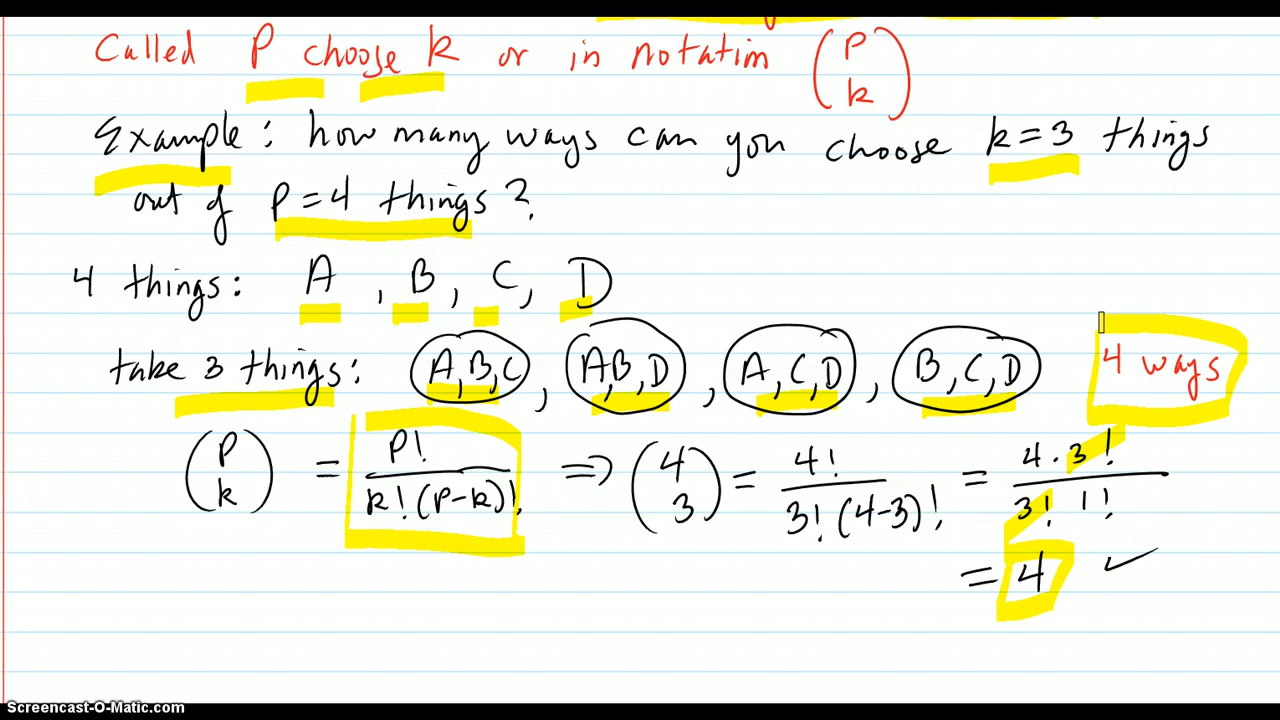 Called P choose k or in notation (P k)
Example: how many ways can you choose k=3 things
out of p=4 things?
4 things: A, B, C, D
take 3 things: A,B,C, A,B,D, A,C,D, B,C,D 4 ways
(P k) = P!/k!(P-k)! => (4 3) = 4!/3!(4-3)! = 4·3!/3! 1!
= 4 ✓
Screencast-O-Matic.com